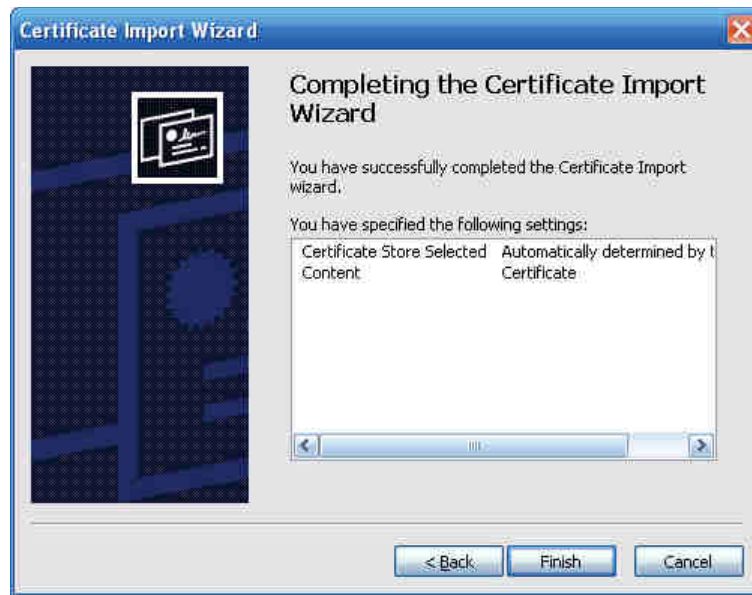 Certificate Import Wizard
Completing the Certificate Import
Wizard
You have successfully completed the Certificate Import
wizard.
You have specified the following settings:
Certificate Store Selected Automatically determined by t
Content Certificate
< Back Finish Cancel